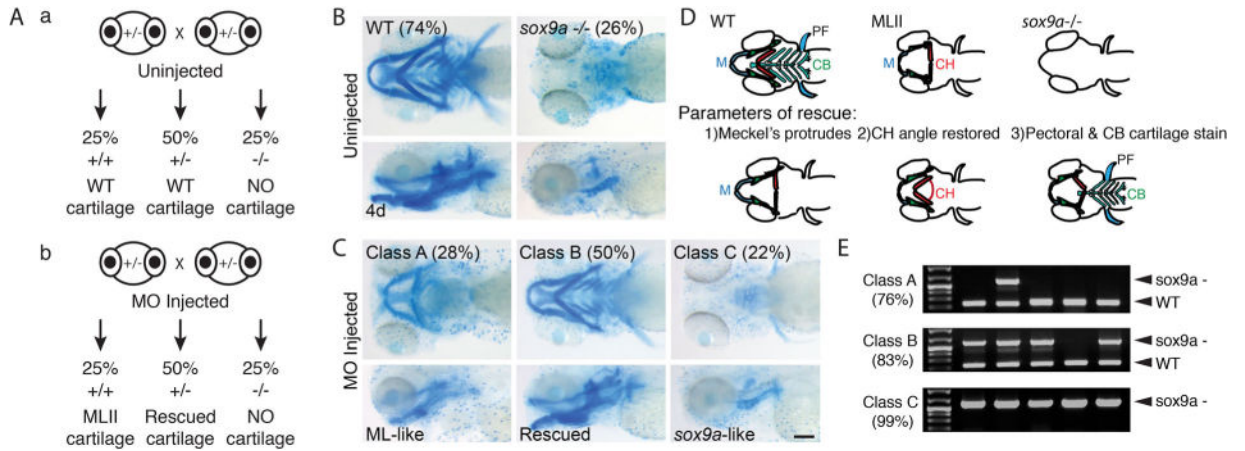 A
a
+/- X +/-
Uninjected
25% 50% 25%
+/+ +/- -/-
WT WT NO
cartilage cartilage cartilage
b
+/- X +/-
MO Injected
25% 50% 25%
+/+ +/- -/-
MLII Rescued NO
cartilage cartilage cartilage
B
Uninjected
WT (74%)
sox9a -/- (26%)
4d
C
MO Injected
Class A (28%)
Class B (50%)
Class C (22%)
ML-like
Rescued
sox9a-like
D
WT
MLII
sox9a-/-
M
PF
CB
M
CH
Parameters of rescue:
1)Meckel's protrudes 2)CH angle restored 3)Pectoral & CB cartilage stain
M
CH
PF
CB
E
Class A
(76%)
sox9a -
WT
Class B
(83%)
sox9a -
WT
Class C
(99%)
sox9a -